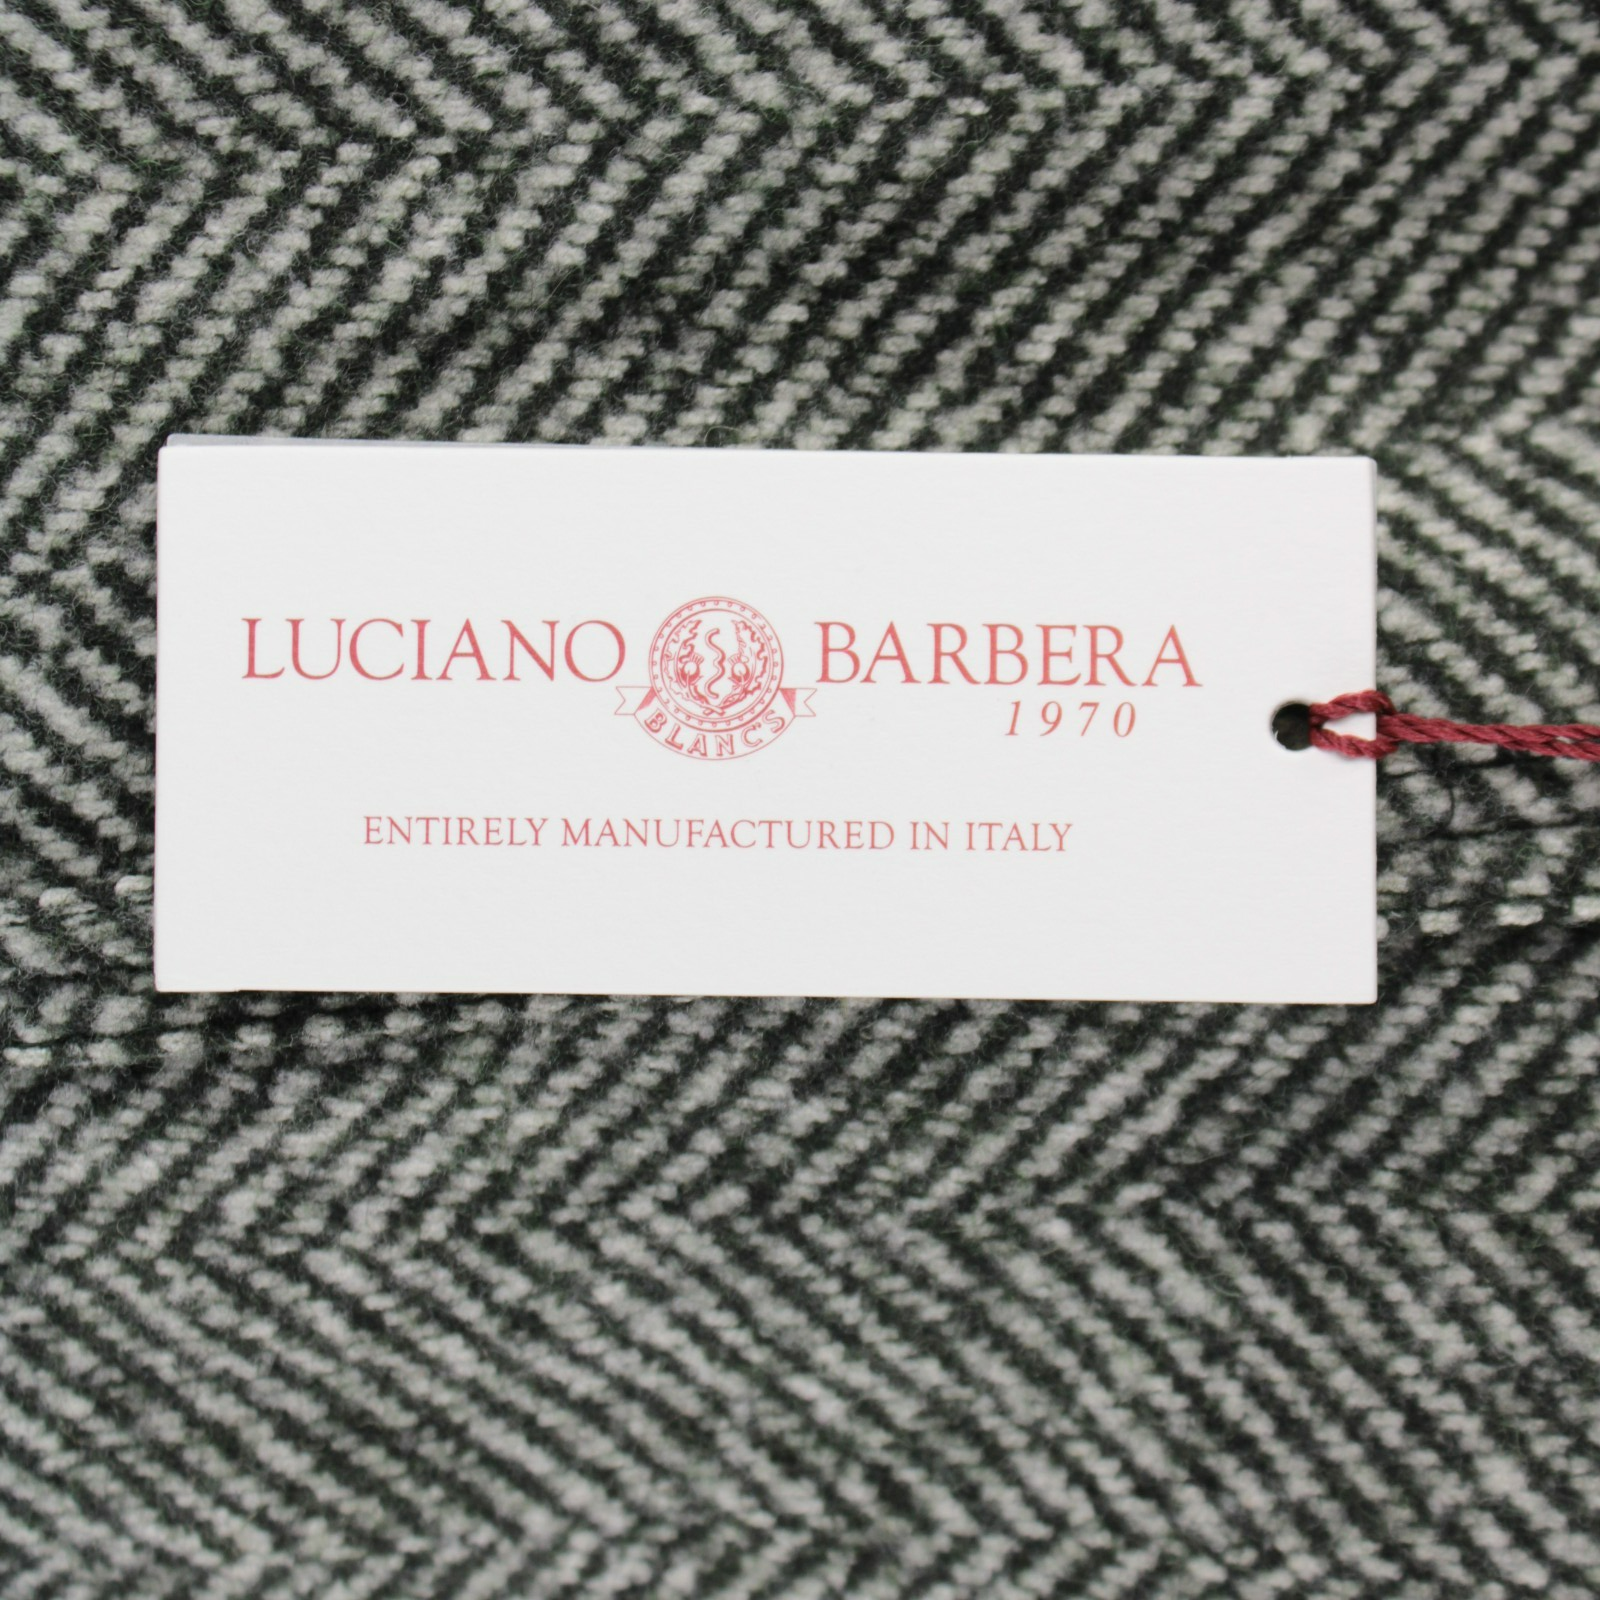 LUCIANO BARBERA
BLANC'S
1970
ENTIRELY MANUFACTURED IN ITALY